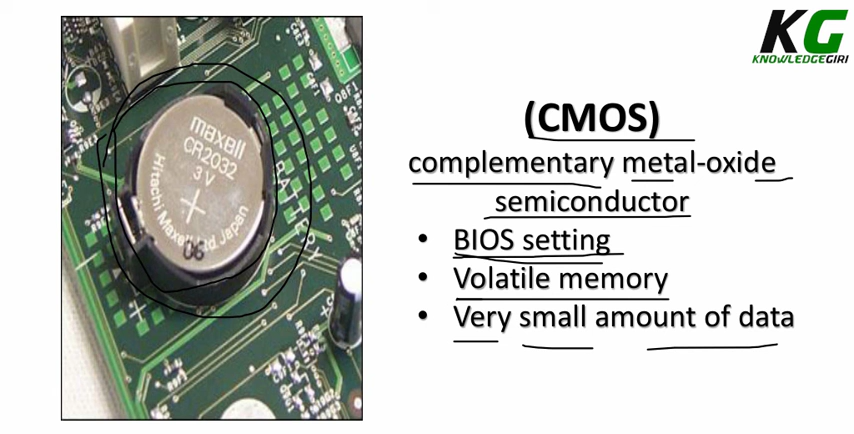 KG
KNOWLEDGEGIRI
maxell
CR2032
3V
+
Hitachi Maxell Ltd Japan
(CMOS)
complementary metal-oxide
semiconductor
• BIOS setting
• Volatile memory
• Very small amount of data